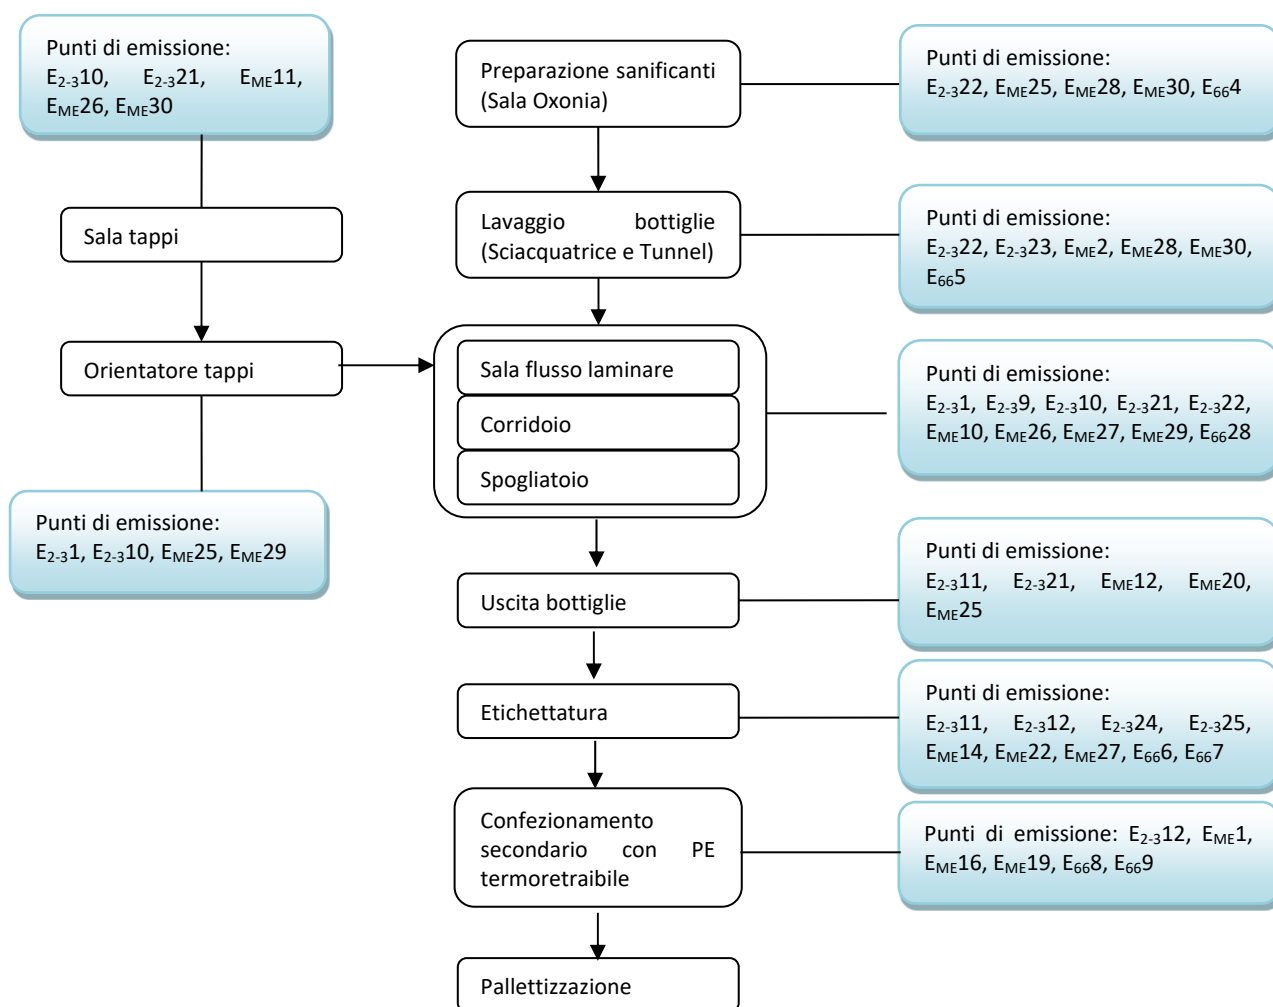 Punti di emissione:
E2-310, E2-321, EME11,
EME26, EME30
Sala tappi
Orientatore tappi
Punti di emissione:
E2-31, E2-310, EME25, EME29
Preparazione sanificanti
(Sala Oxonia)
Punti di emissione:
E2-322, EME25, EME28, EME30, E664
Lavaggio bottiglie
(Sciacquatrice e Tunnel)
Punti di emissione:
E2-322, E2-323, EME2, EME28, EME30,
E665
Sala flusso laminare
Corridoio
Spogliatoio
Punti di emissione:
E2-31, E2-39, E2-310, E2-321, E2-322,
EME10, EME26, EME27, EME29, E6628
Uscita bottiglie
Punti di emissione:
E2-311, E2-321, EME12, EME20,
EME25
Etichettatura
Punti di emissione:
E2-311, E2-312, E2-324, E2-325,
EME14, EME22, EME27, E666, E667
Confezionamento
secondario con PE
termoretraibile
Punti di emissione: E2-312, EME1,
EME16, EME19, E668, E669
Pallettizzazione